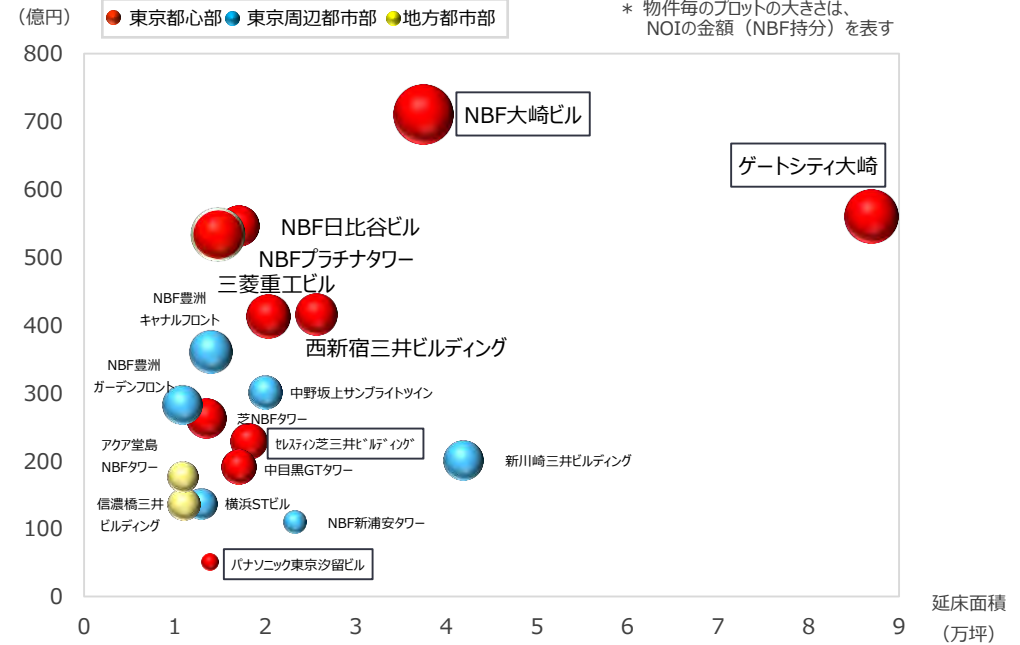 （億円）
東京都心部 東京周辺都市部 地方都市部
＊ 物件毎のプロットの大きさは、
NOIの金額（NBF持分）を表す
800
700
600
500
400
300
200
100
0
NBF大崎ビル
ゲートシティ大崎
NBF日比谷ビル
NBFプラチナタワー
三菱重工ビル
NBF豊洲
キャナルフロント
西新宿三井ビルディング
NBF豊洲
ガーデンフロント
中野坂上サンブライトツイン
芝NBFタワー
ｾﾚｽﾃｨﾝ芝三井ﾋﾞﾙﾃﾞｨﾝｸﾞ
アクア堂島
NBFタワー
中目黒GTタワー
新川崎三井ビルディング
信濃橋三井
ビルディング
横浜STビル
NBF新浦安タワー
パナソニック東京汐留ビル
0 1 2 3 4 5 6 7 8 9
延床面積
（万坪）